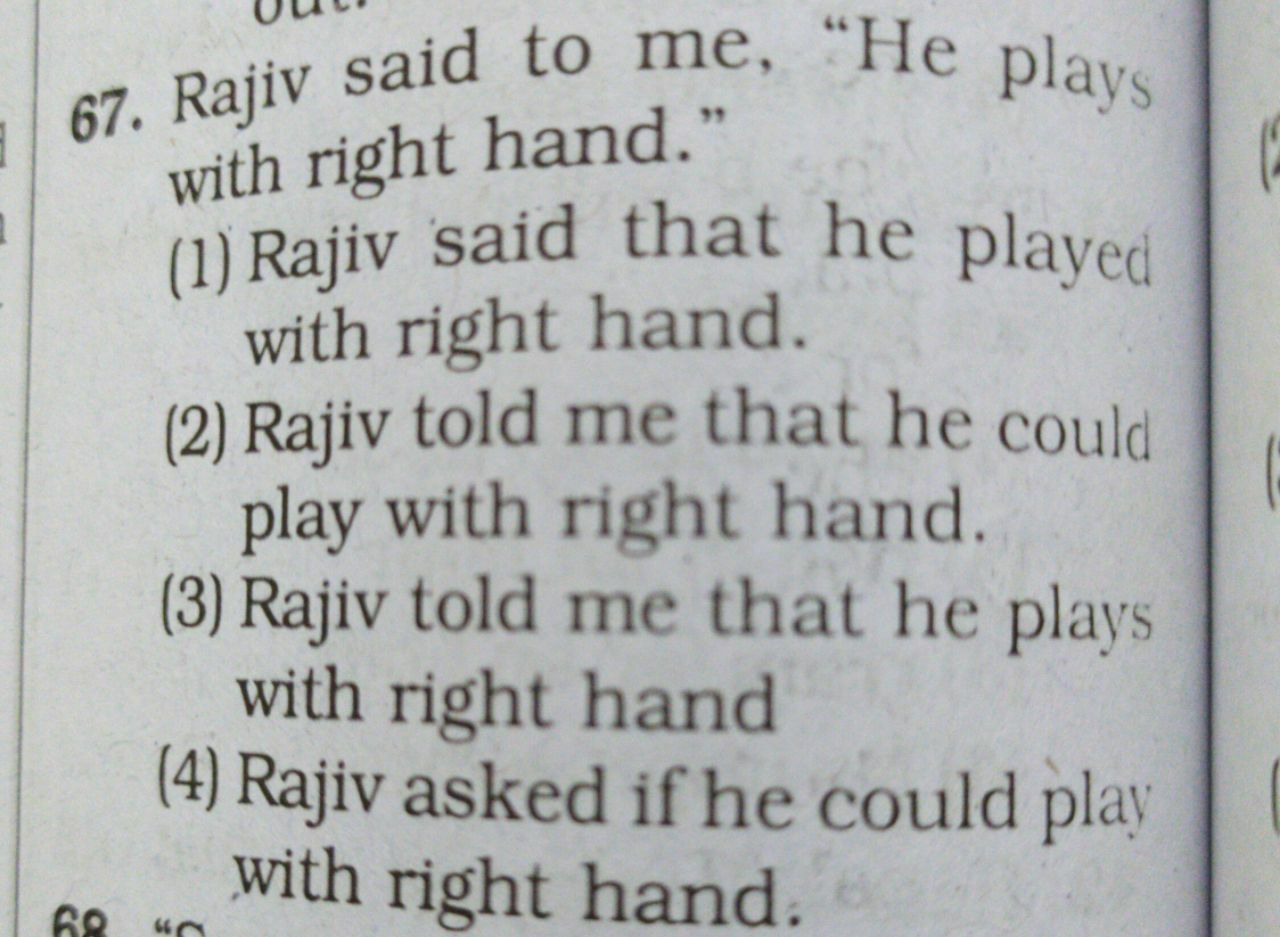 out.
67. Rajiv said to me, “He plays
with right hand.”
(1) Rajiv said that he played
with right hand.
(2) Rajiv told me that he could
play with right hand.
(3) Rajiv told me that he plays
with right hand
(4) Rajiv asked if he could play
with right hand.
68. “